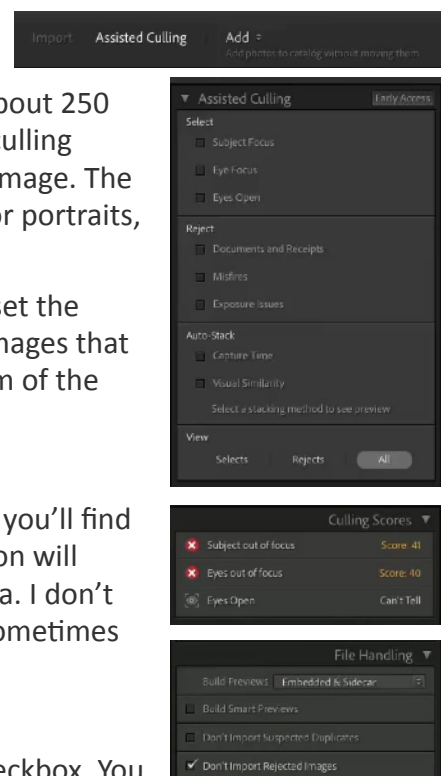 Import Assisted Culling Add
Add photos to catalog without moving them
bout 250
culling
mage. The
or portraits,
set the
mages that
m of the
you'll find
on will
a. I don't
ometimes
eckbox. You
Assisted Culling Early Access
Select
Subject Focus
Eye Focus
Eyes Open
Reject
Documents and Receipts
Misfires
Exposure Issues
Auto-Stack
Capture Time
Visual Similarity
Select a stacking method to see preview
View
Selects Rejects All
Culling Scores
Subject out of focus Score: 41
Eyes out of focus Score: 40
Eyes Open Can't Tell
File Handling
Build Previews Embedded & Sidecar
Build Smart Previews
Don't Import Suspected Duplicates
Don't Import Rejected Images